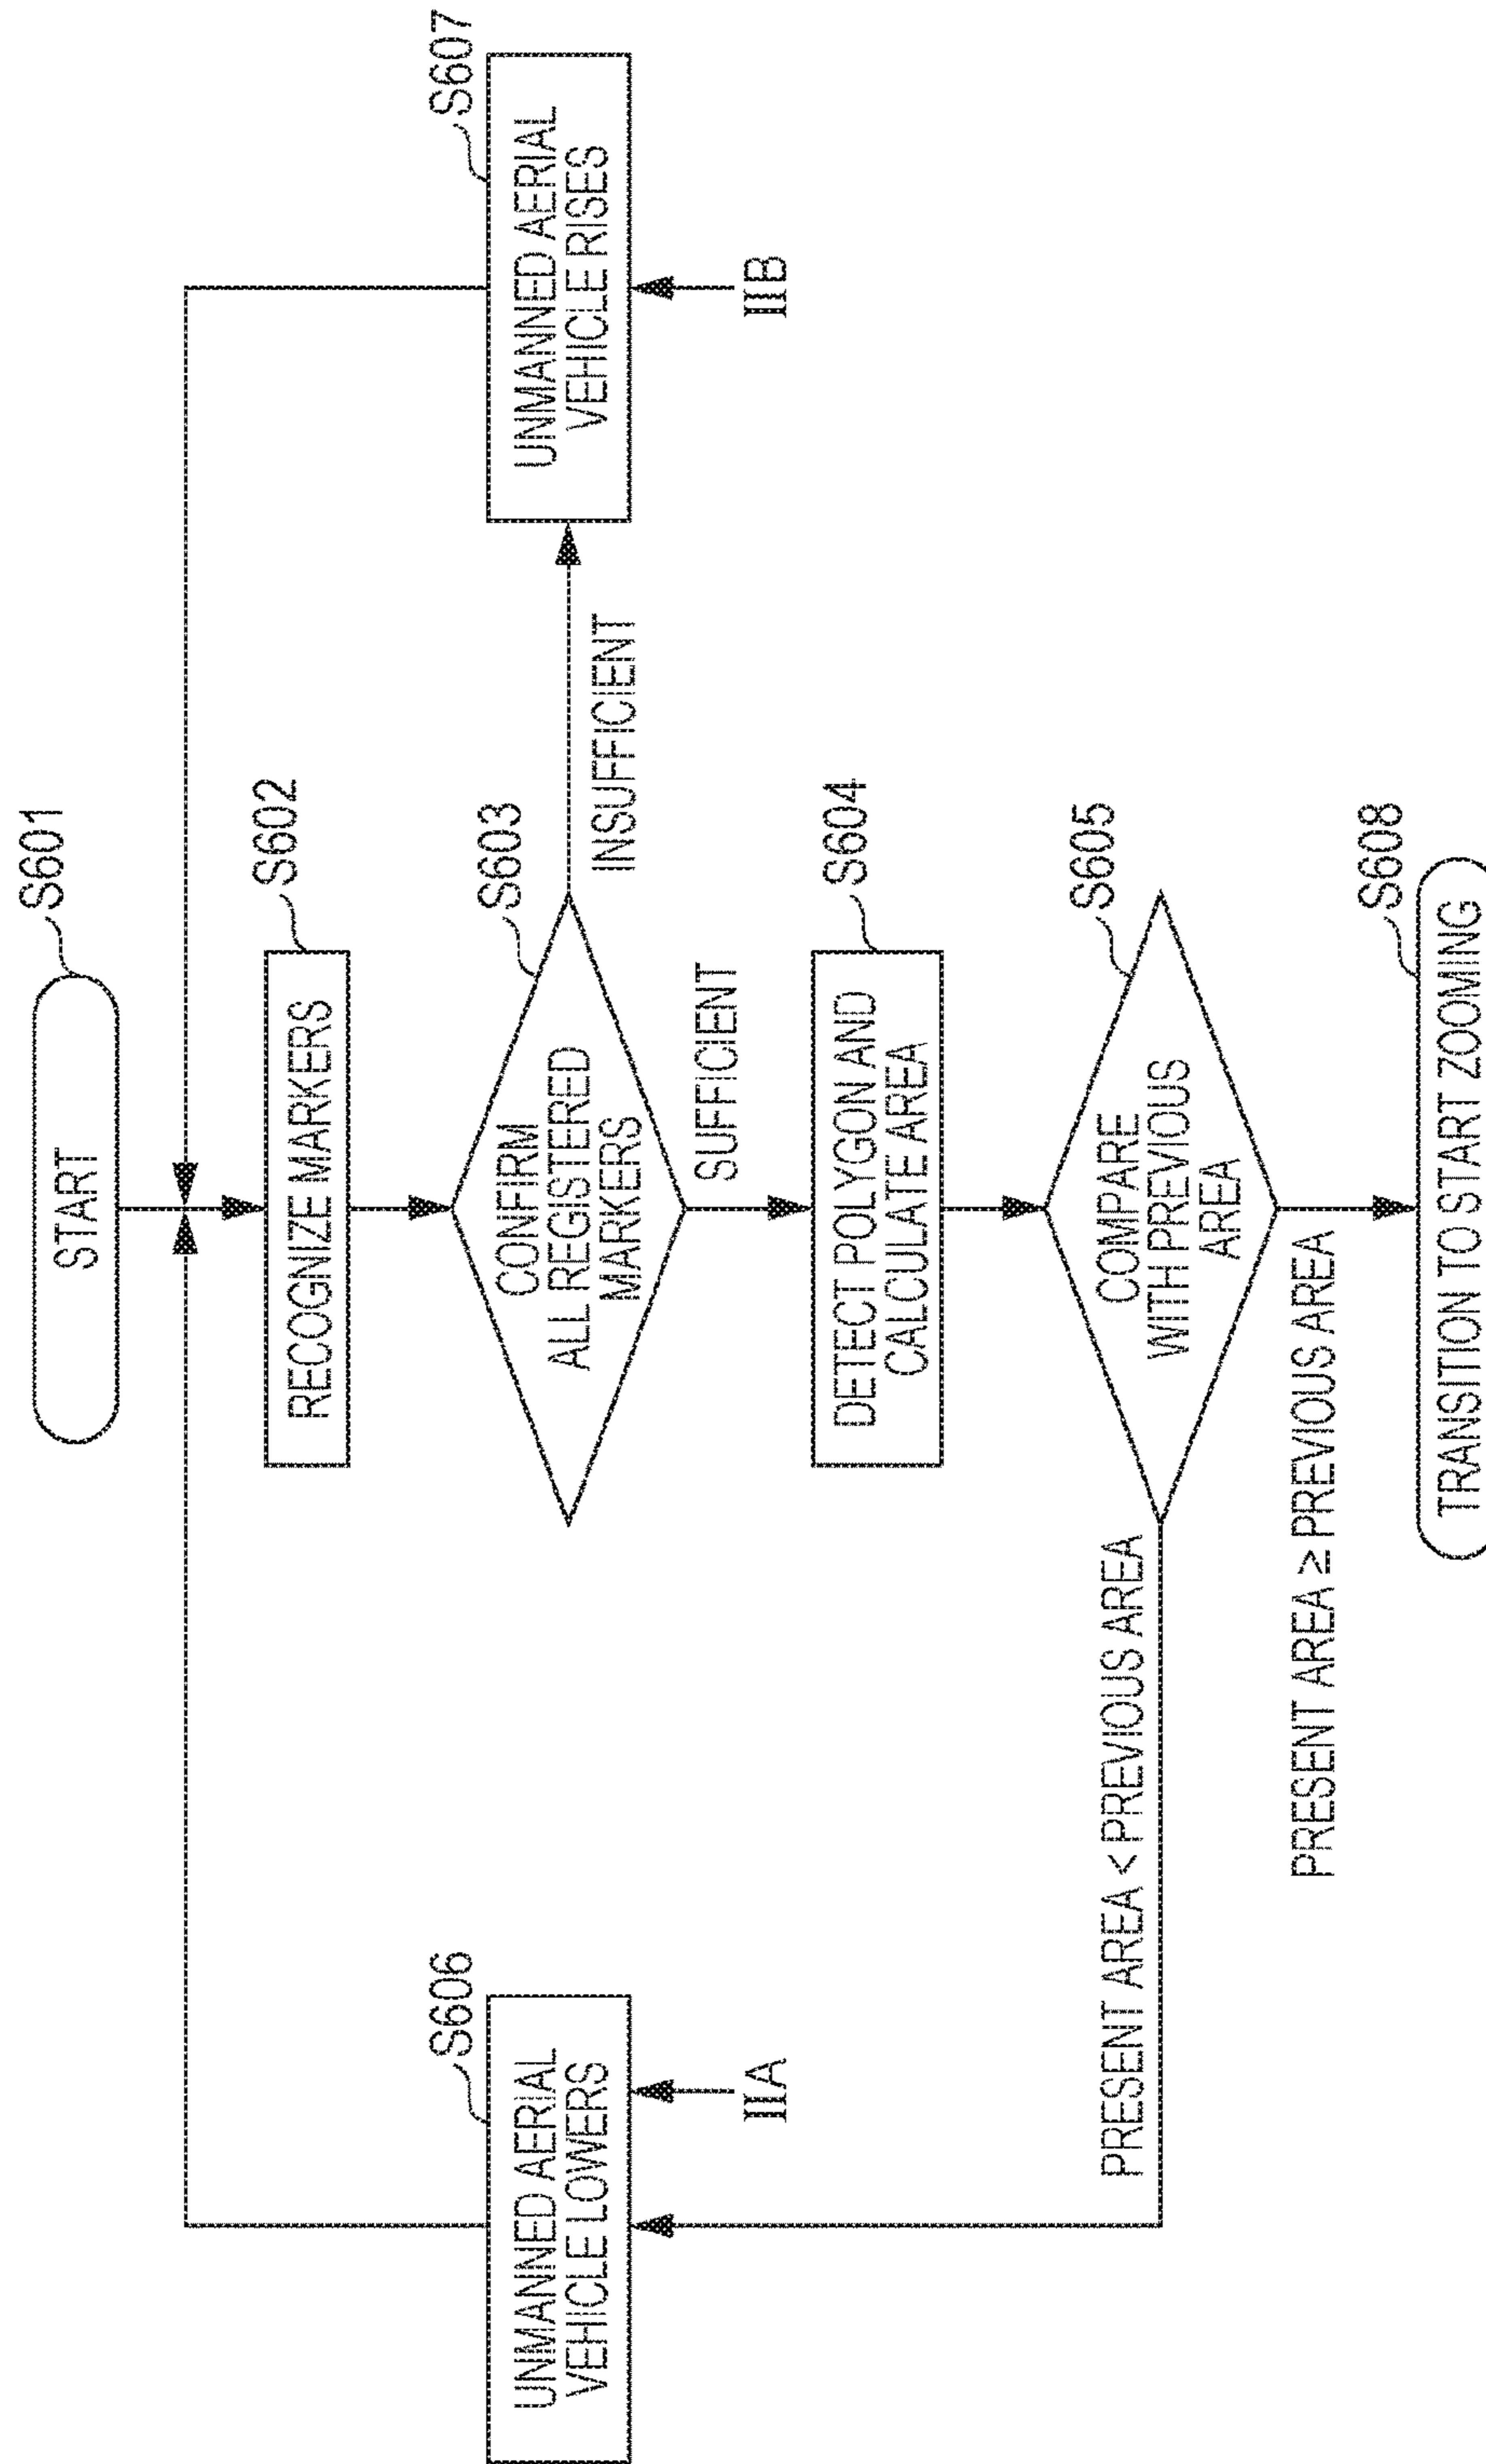 START
S601
RECOGNIZE MARKERS
S602
CONFIRM
ALL REGISTERED
MARKERS
S603
INSUFFICIENT
UNMANNED AERIAL
VEHICLE RISES
S607
IIB
SUFFICIENT
DETECT POLYGON AND
CALCULATE AREA
S604
COMPARE
WITH PREVIOUS
AREA
S605
PRESENT AREA < PREVIOUS AREA
UNMANNED AERIAL
VEHICLE LOWERS
S606
IIA
PRESENT AREA ≥ PREVIOUS AREA
TRANSITION TO START ZOOMING
S608